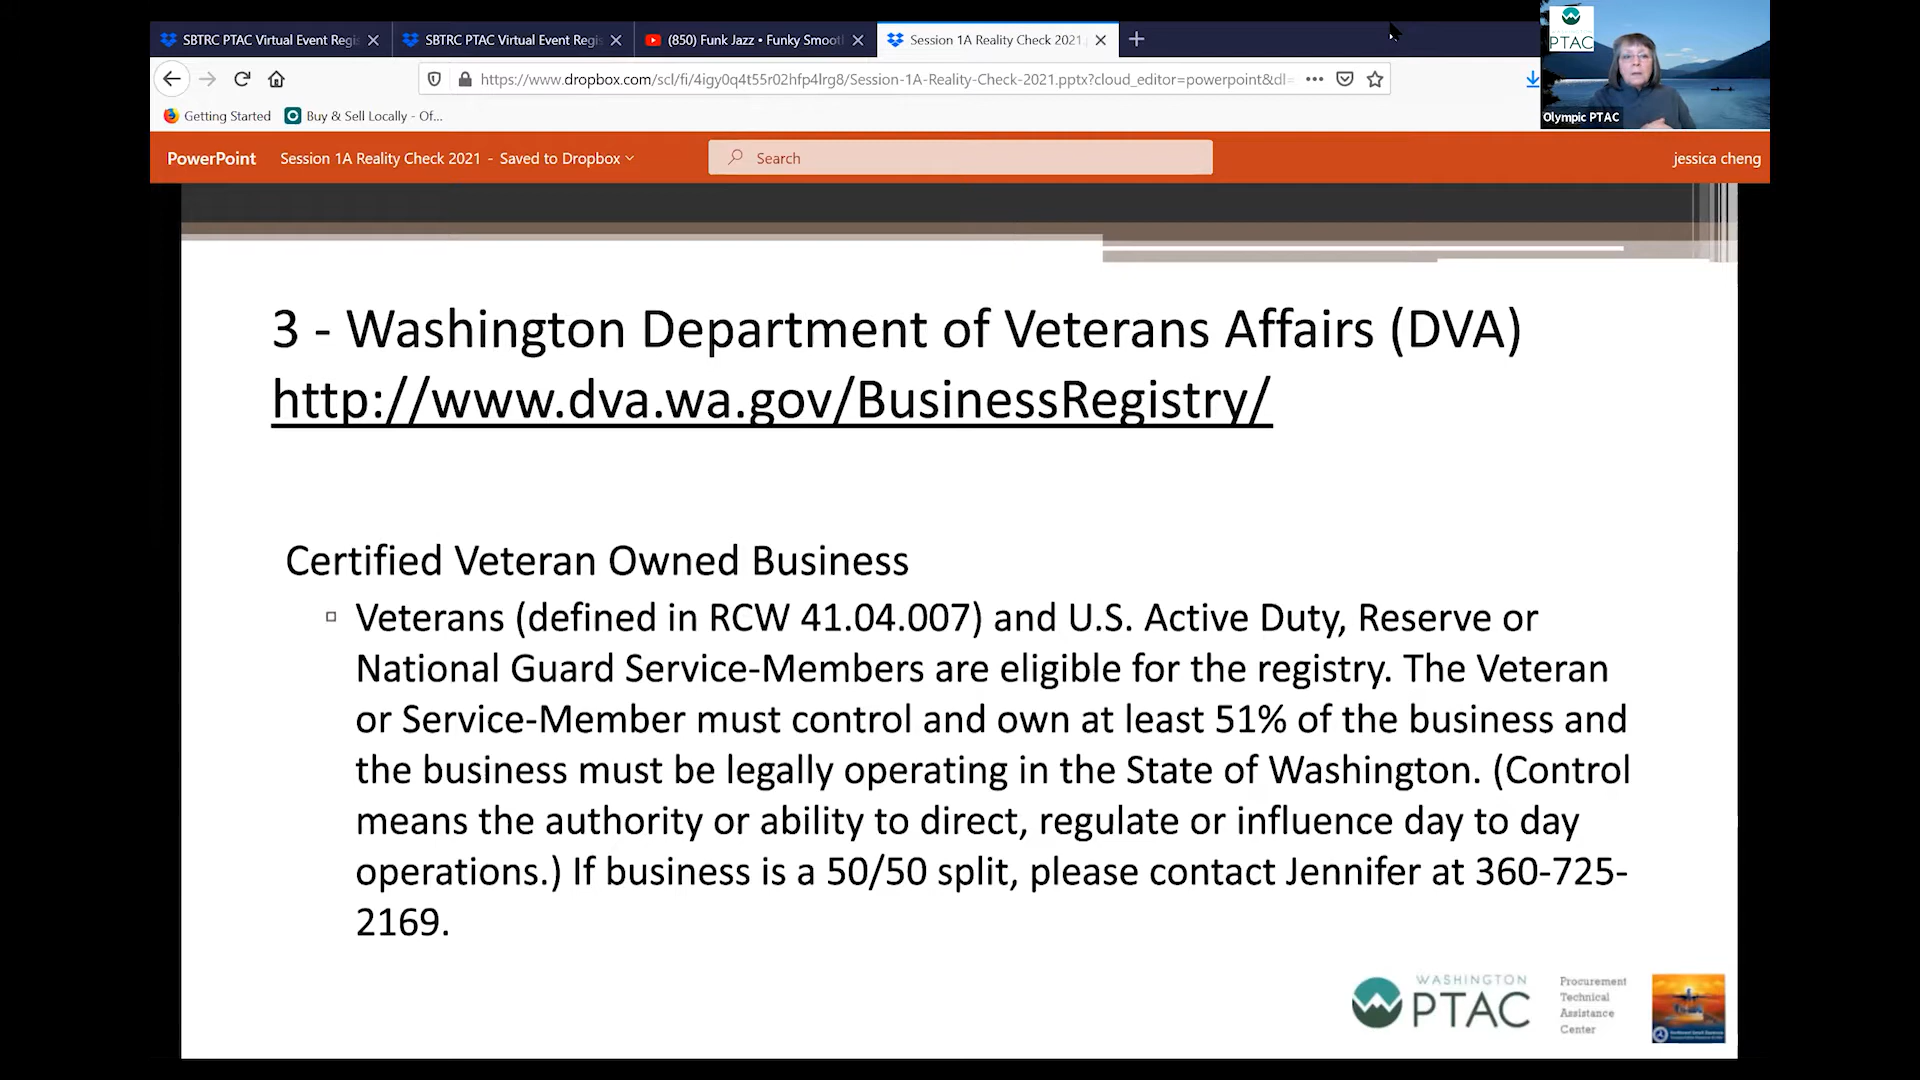 SBTRC PTAC Virtual Event Regis
SBTRC PTAC Virtual Event Regis
(850) Funk Jazz • Funky Smooth
Session 1A Reality Check 2021.
PTAC
https://www.dropbox.com/scl/fi/4igy0q4t55r02hfp4lrg8/Session-1A-Reality-Check-2021.pptx?cloud_editor=powerpoint&dl=
Getting Started
Buy & Sell Locally - Of...
Olympic PTAC
PowerPoint
Session 1A Reality Check 2021 - Saved to Dropbox
Search
jessica cheng
3 - Washington Department of Veterans Affairs (DVA)
http://www.dva.wa.gov/BusinessRegistry/
Certified Veteran Owned Business
Veterans (defined in RCW 41.04.007) and U.S. Active Duty, Reserve or
National Guard Service-Members are eligible for the registry. The Veteran
or Service-Member must control and own at least 51% of the business and
the business must be legally operating in the State of Washington. (Control
means the authority or ability to direct, regulate or influence day to day
operations.) If business is a 50/50 split, please contact Jennifer at 360-725-
2169.
WASHINGTON
PTAC
Procurement
Technical
Assistance
Center